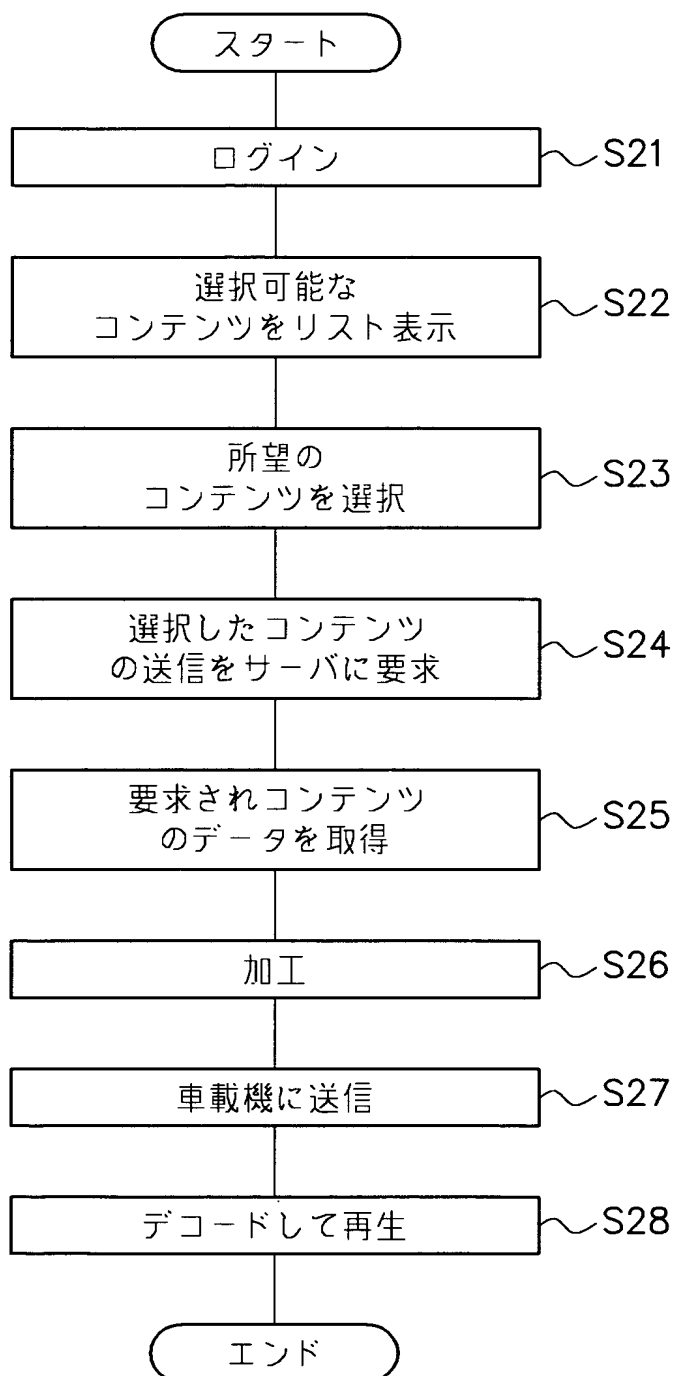 スタート
ログイン
S21
選択可能な
コンテンツをリスト表示
S22
所望の
コンテンツを選択
S23
選択したコンテンツ
の送信をサーバに要求
S24
要求されコンテンツ
のデータを取得
S25
加工
S26
車載機に送信
S27
デコードして再生
S28
エンド